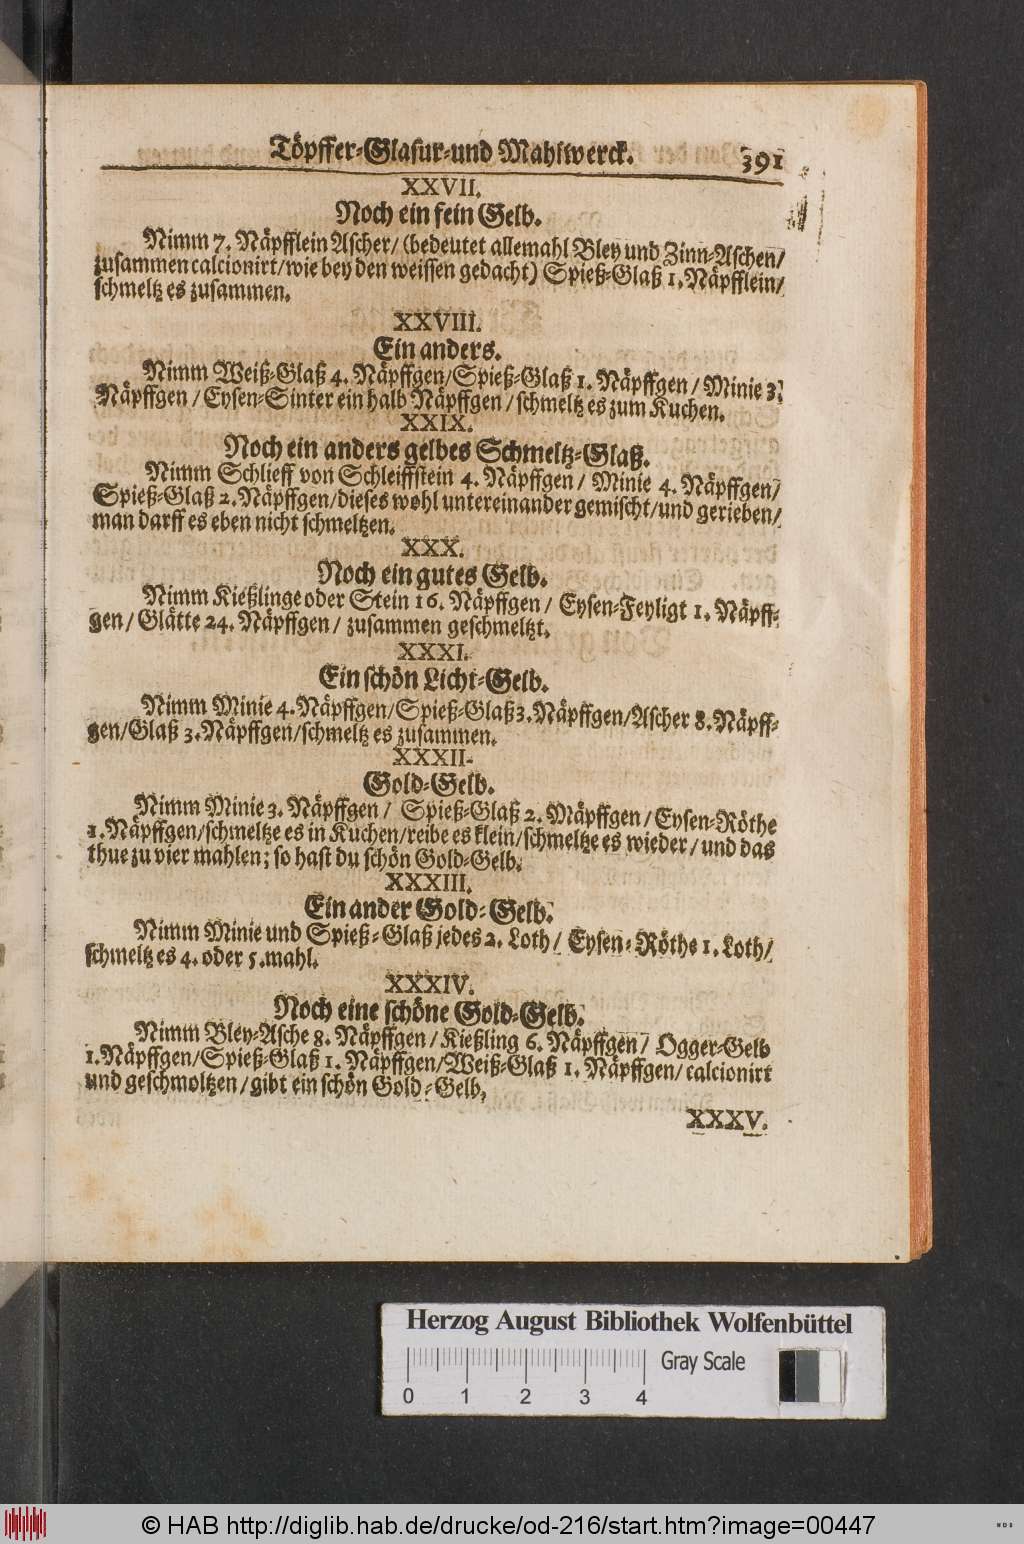 Töpffer-Glasur-und Mahlwerck. 391
XXVII.
Noch ein fein Gelb.
Nimm 7. Näpfflein Ascher/ (bedeutet allemahl Bley und Zinn-Aschen/
zusammen calcionirt/wie bey den weissen gedacht) Spieß-Glaß 1. Näpfflein/
schmeltz es zusammen.
XXVIII.
Ein anders.
Nimm Weiß-Glaß 4. Näpffgen/Spieß-Glaß 1. Näpffgen / Minie 3.
Näpffgen / Eysen-Sinter ein halb Näpffgen / schmeltz es zum Kuchen.
XXIX.
Noch ein anders gelbes Schmeltz-Glaß.
Nimm Schlieff von Schleiffstein 4. Näpffgen / Minie 4. Näpffgen/
Spieß-Glaß 2. Näpffgen/dieses wohl untereinander gemischt/und gerieben/
man darff es eben nicht schmeltzen.
XXX.
Noch ein gutes Gelb.
Nimm Kießlinge oder Stein 16. Näpffgen / Eysen-Feyligt 1. Näpff-
gen / Glätte 24. Näpffgen / zusammen geschmeltzt.
XXXI.
Ein schön Licht-Gelb.
Nimm Minie 4. Näpffgen/Spieß-Glaß 3. Näpffgen/Ascher 8. Näpff-
gen/Glaß 3. Näpffgen/schmeltz es zusammen.
XXXII.
Gold-Gelb.
Nimm Minie 3. Näpffgen / Spieß-Glaß 2. Mäpffgen / Eysen-Röthe
1. Näpffgen/schmeltze es in Kuchen/reibe es klein/schmeltze es wieder / und das
thue zu vier mahlen; so hast du schön Gold-Gelb.
XXXIII.
Ein ander Gold-Gelb.
Nimm Minie und Spieß-Glaß jedes 2. Loth / Eysen-Röthe 1. Loth/
schmeltz es 4. oder 5. mahl.
XXXIV.
Noch eine schöne Gold-Gelb.
Nimm Bley-Asche 8. Näpffgen / Kießling 6. Näpffgen / Ogger-Gelb
1. Näpffgen/Spieß-Glaß 1. Näpffgen/Weiß-Glaß 1. Näpffgen/ calcionirt
und geschmoltzen / gibt ein schön Gold-Gelb.
XXXV.
Herzog August Bibliothek Wolfenbüttel
Gray Scale
0 1 2 3 4
© HAB http://diglib.hab.de/drucke/od-216/start.htm?image=00447